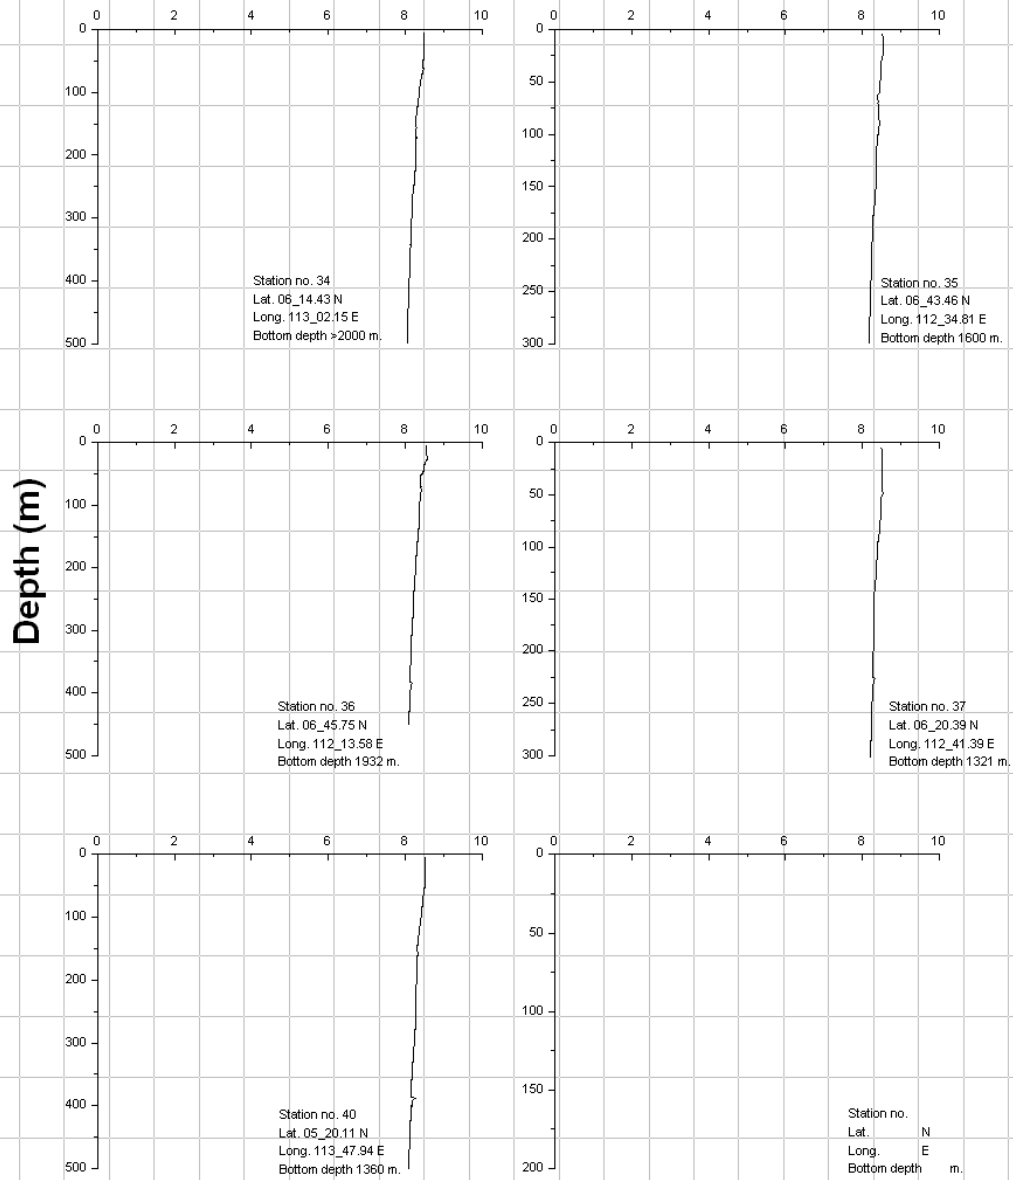 0 2 4 6 8 10
0
100
200
300
400
500
Station no. 34
Lat. 06_14.43 N
Long. 113_02.15 E
Bottom depth >2000 m.
0 2 4 6 8 10
0
50
100
150
200
250
300
Station no. 35
Lat. 06_43.46 N
Long. 112_34.81 E
Bottom depth 1600 m.
Depth (m)
0 2 4 6 8 10
0
100
200
300
400
500
Station no. 36
Lat. 06_45.75 N
Long. 112_13.58 E
Bottom depth 1932 m.
0 2 4 6 8 10
0
50
100
150
200
250
300
Station no. 37
Lat. 06_20.39 N
Long. 112_41.39 E
Bottom depth 1321 m.
0 2 4 6 8 10
0
100
200
300
400
500
Station no. 40
Lat. 05_20.11 N
Long. 113_47.94 E
Bottom depth 1360 m.
0 2 4 6 8 10
0
50
100
150
200
Station no.
Lat. N
Long. E
Bottom depth m.